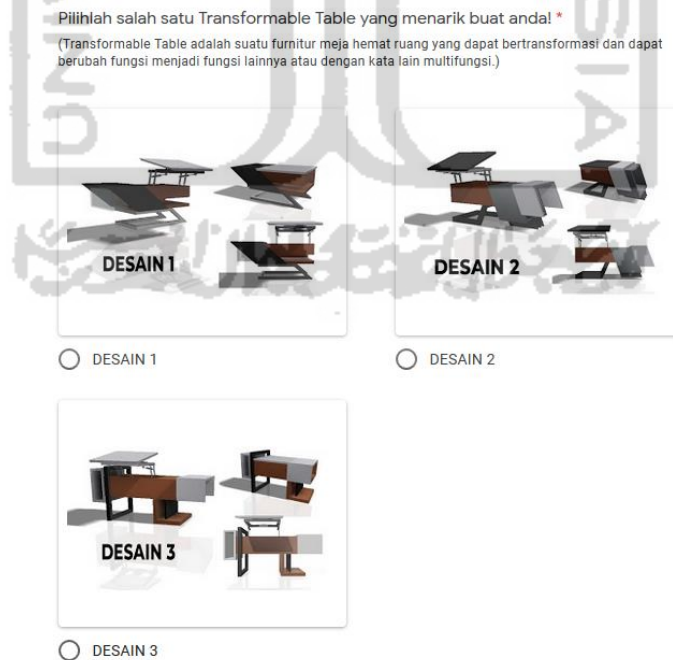 Pilihlah salah satu Transformable Table yang menarik buat anda! *
(Transformable Table adalah suatu furnitur meja hemat ruang yang dapat bertransformasi dan dapat
berubah fungsi menjadi fungsi lainnya atau dengan kata lain multifungsi.)
DESAIN 1
DESAIN 2
DESAIN 1
DESAIN 2
DESAIN 3
DESAIN 3